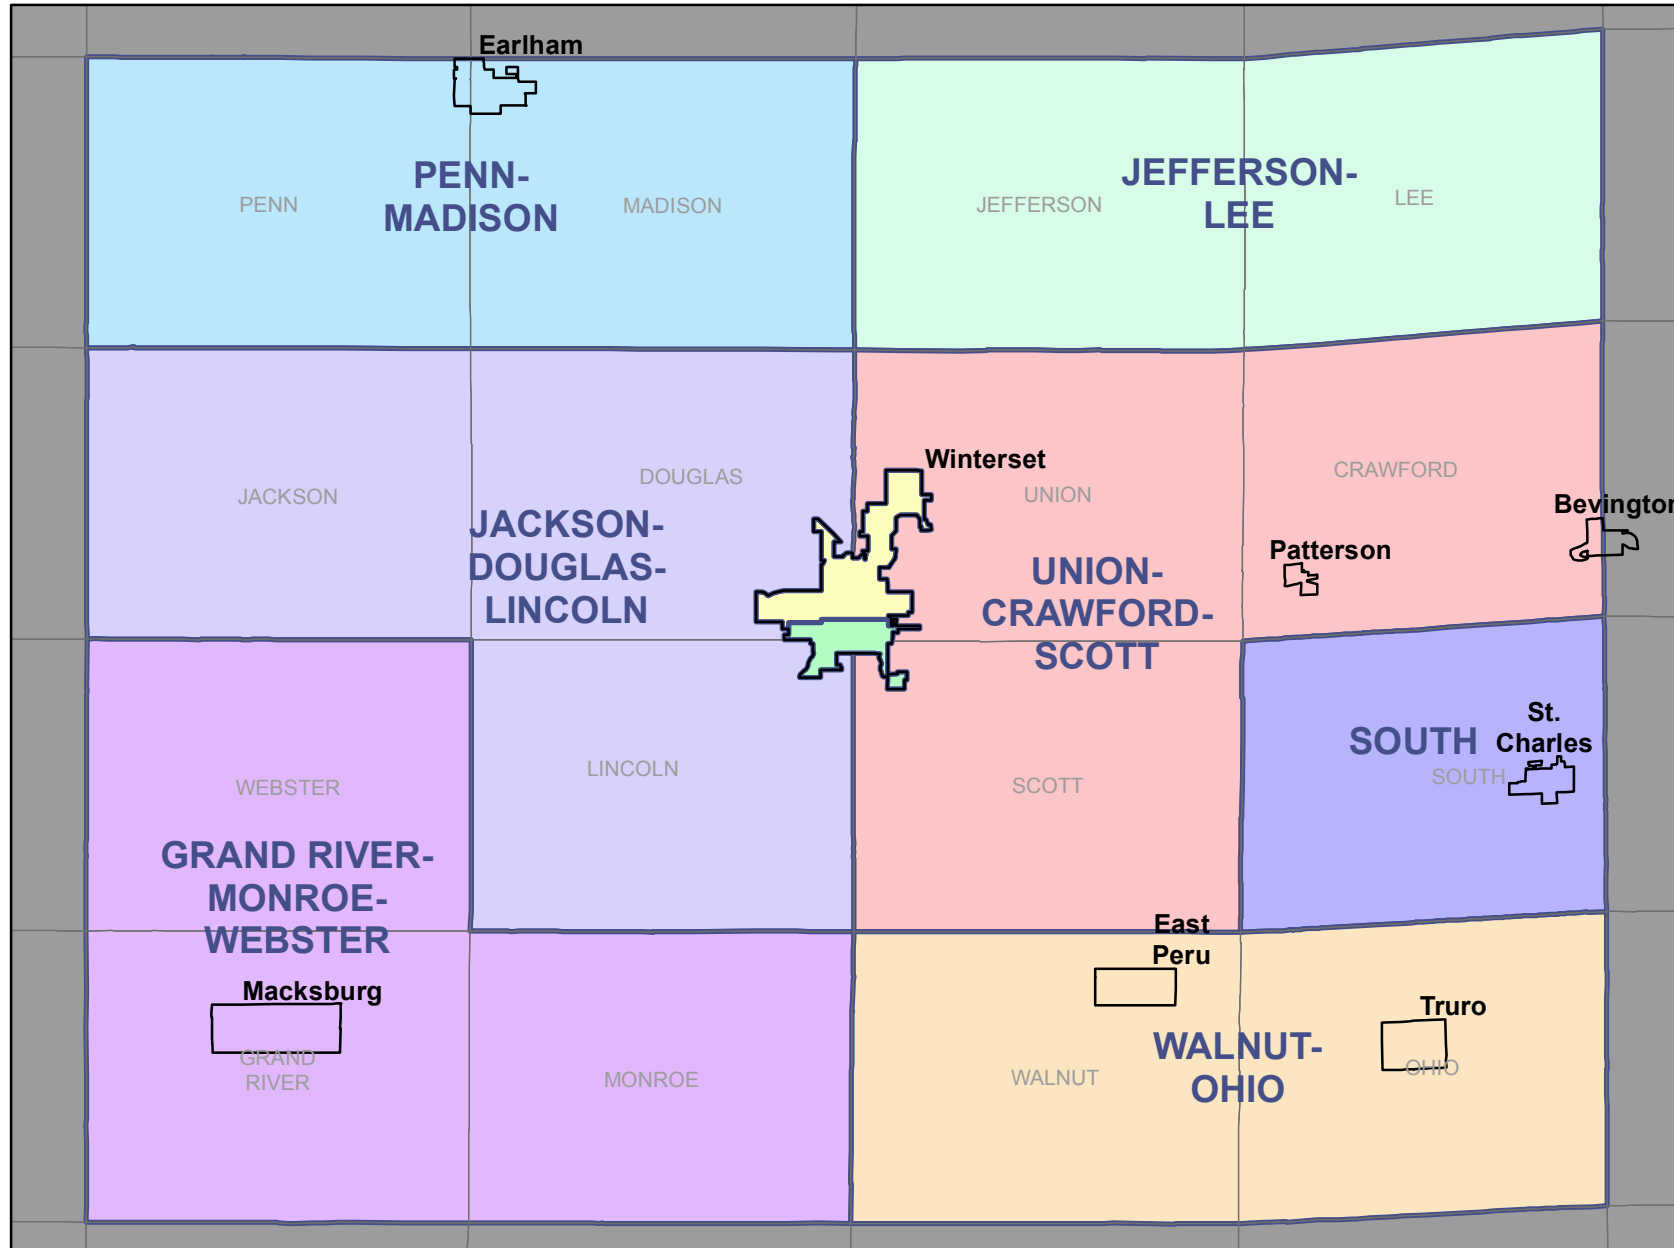 Earlham
PENN-
MADISON
PENN
MADISON
JEFFERSON-
LEE
JEFFERSON
LEE
Winterset
JACKSON
DOUGLAS
UNION
CRAWFORD
Bevington
JACKSON-
DOUGLAS-
LINCOLN
Patterson
UNION-
CRAWFORD-
SCOTT
St.
Charles
SOUTH
SOUTH
WEBSTER
LINCOLN
SCOTT
GRAND RIVER-
MONROE-
WEBSTER
East
Peru
Macksburg
Truro
GRAND
RIVER
MONROE
WALNUT
WALNUT-
OHIO
OHIO